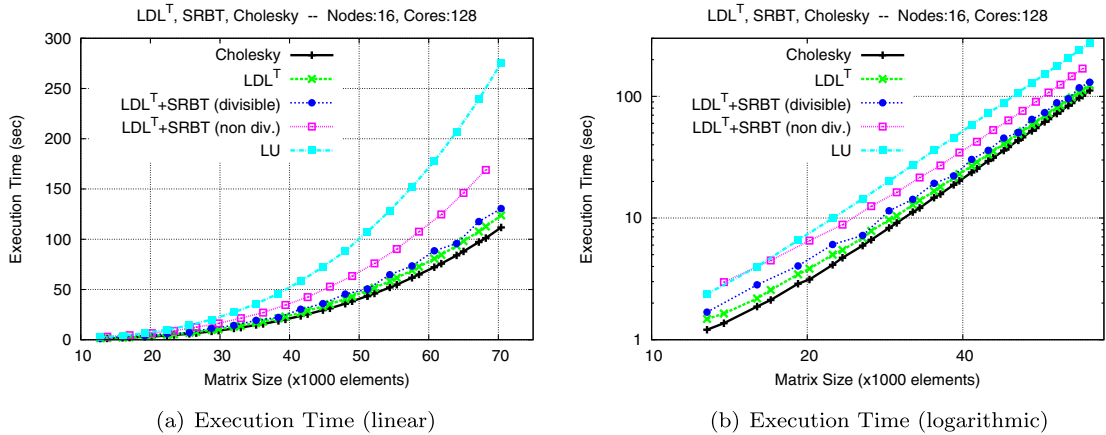 LDL^T, SRBT, Cholesky -- Nodes:16, Cores:128
Execution Time (sec)
300
250
200
150
100
50
0
Cholesky
LDL^T
LDL^T+SRBT (divisible)
LDL^T+SRBT (non div.)
LU
10 20 30 40 50 60 70
Matrix Size (x1000 elements)
(a) Execution Time (linear)
LDL^T, SRBT, Cholesky -- Nodes:16, Cores:128
Execution Time (sec)
100
10
1
Cholesky
LDL^T
LDL^T+SRBT (divisible)
LDL^T+SRBT (non div.)
LU
10 20 40
Matrix Size (x1000 elements)
(b) Execution Time (logarithmic)